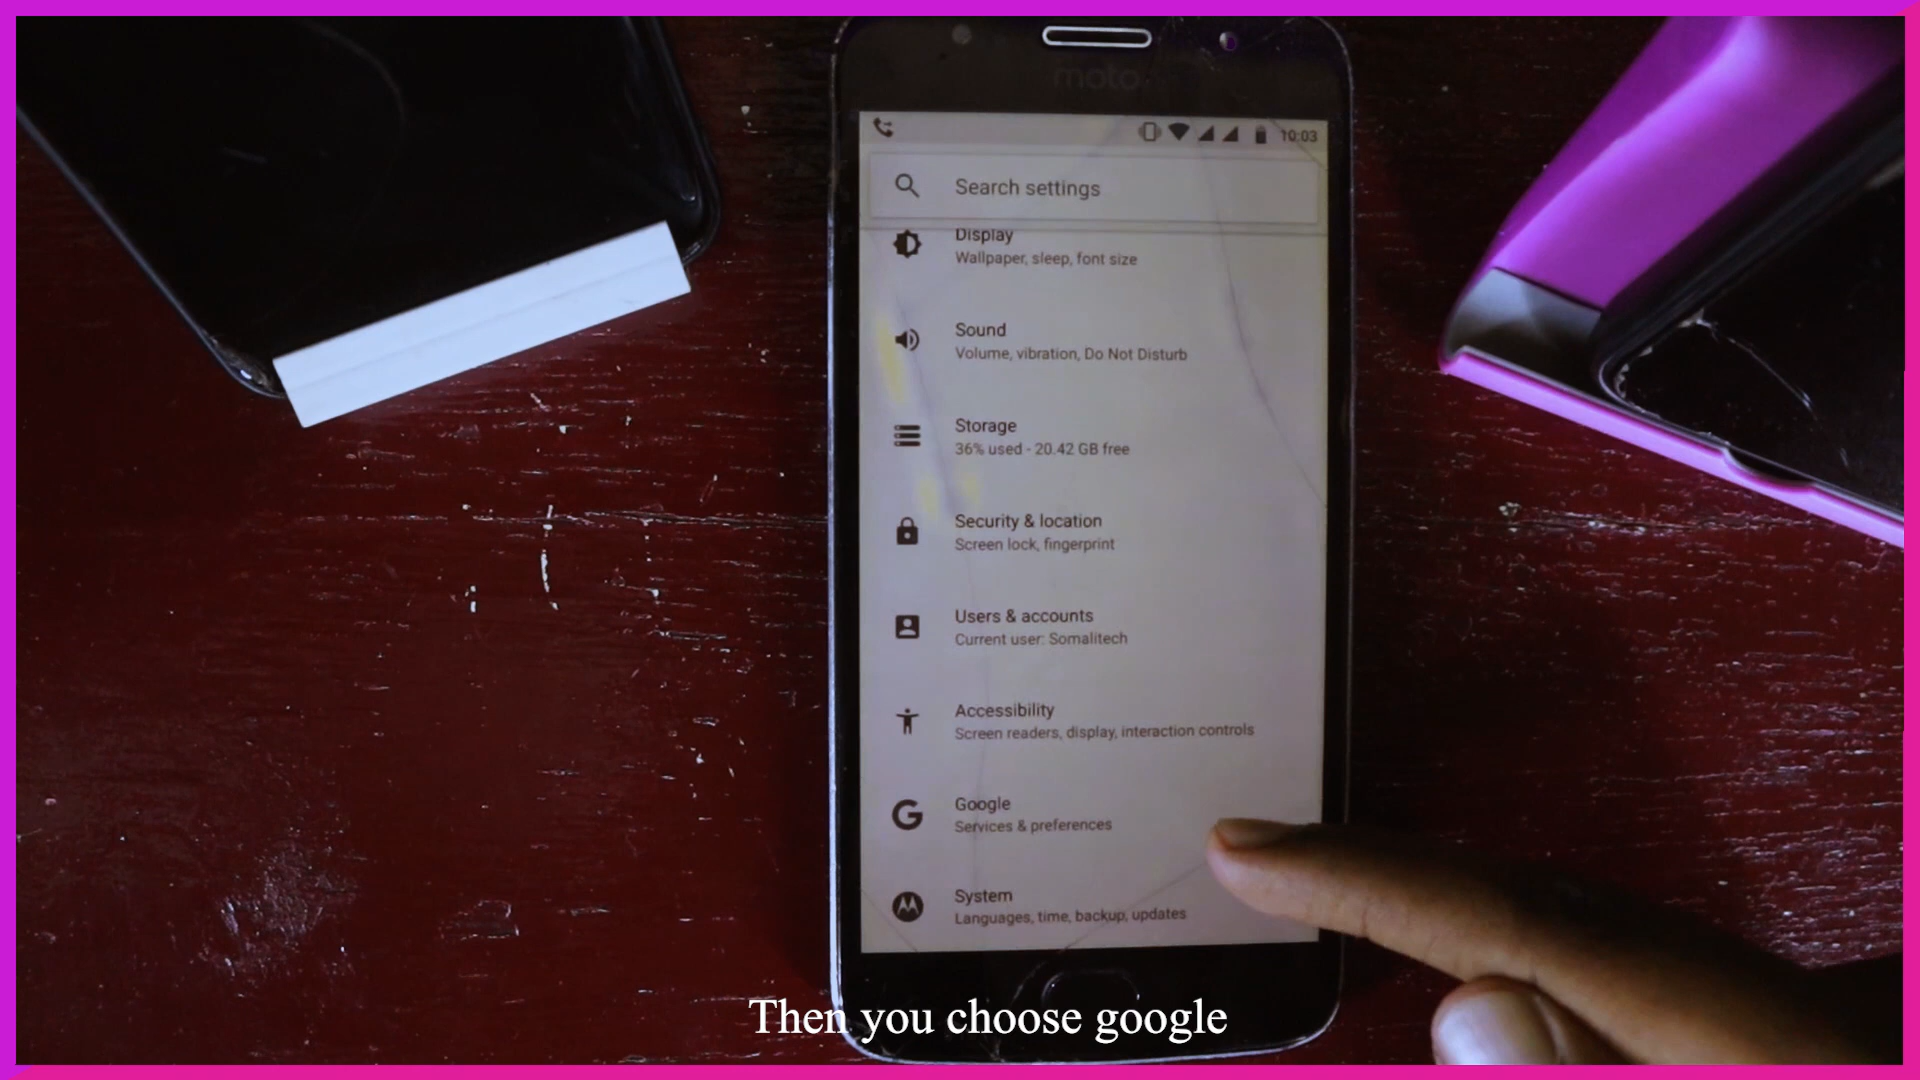 moto
10:03
Search settings
Display
Wallpaper, sleep, font size
Sound
Volume, vibration, Do Not Disturb
Storage
36% used - 20.42 GB free
Security & location
Screen lock, fingerprint
Users & accounts
Current user: Somalitech
Accessibility
Screen readers, display, interaction controls
Google
Services & preferences
System
Languages, time, backup, updates
Then you choose google